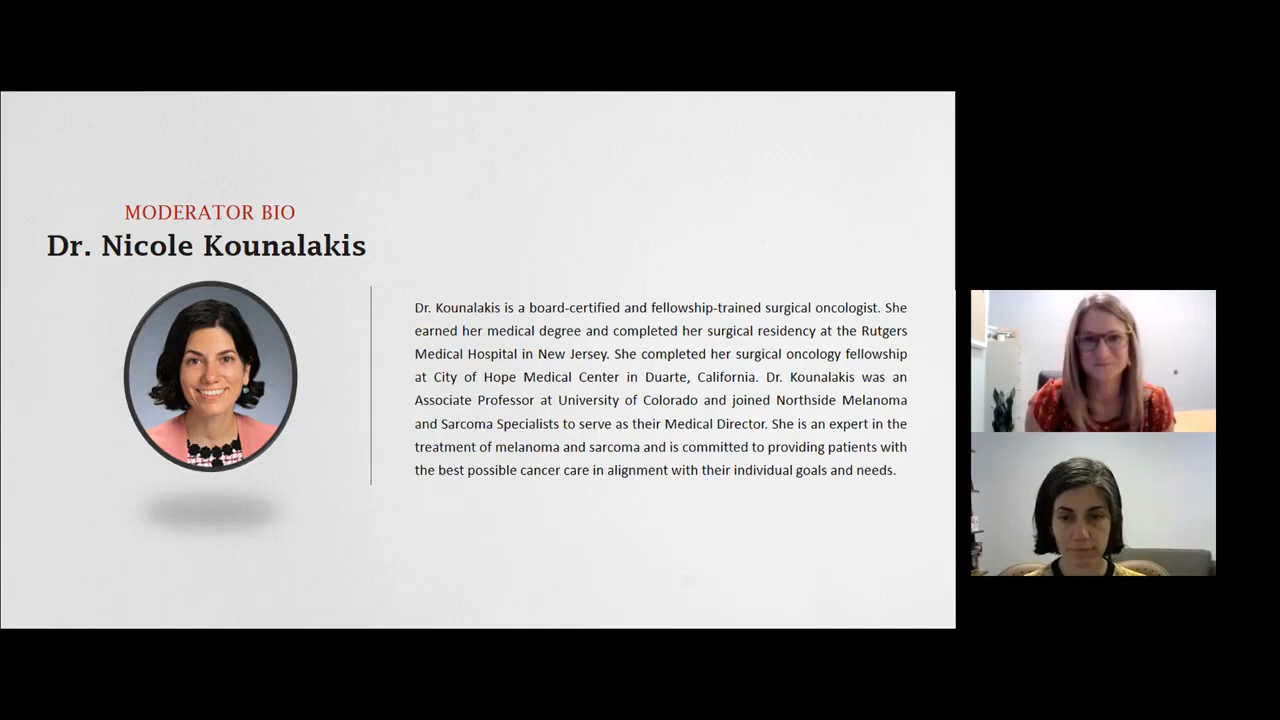 MODERATOR BIO
Dr. Nicole Kounalakis
Dr. Kounalakis is a board-certified and fellowship-trained surgical oncologist. She
earned her medical degree and completed her surgical residency at the Rutgers
Medical Hospital in New Jersey. She completed her surgical oncology fellowship
at City of Hope Medical Center in Duarte, California. Dr. Kounalakis was an
Associate Professor at University of Colorado and joined Northside Melanoma
and Sarcoma Specialists to serve as their Medical Director. She is an expert in the
treatment of melanoma and sarcoma and is committed to providing patients with
the best possible cancer care in alignment with their individual goals and needs.